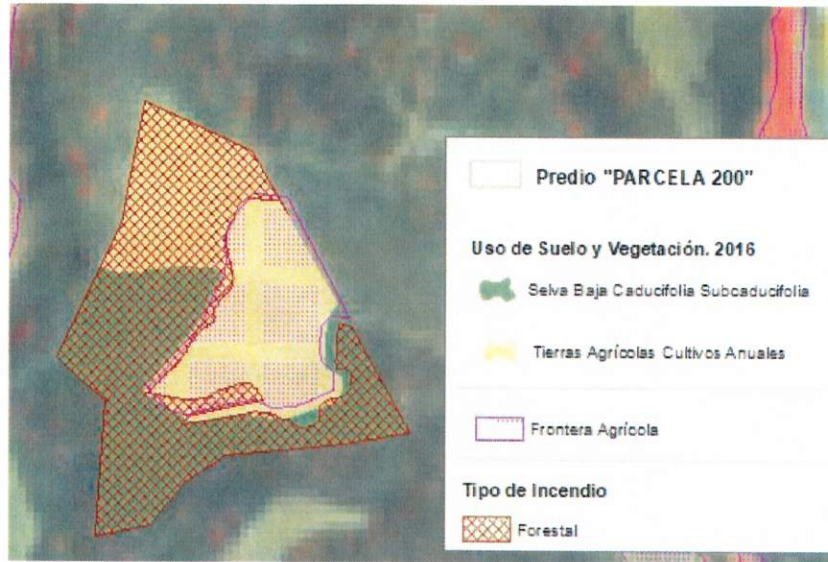 Predio "PARCELA 200"
Uso de Suelo y Vegetación. 2016
Selva Baja Caducifolia Subcaducifolia
Tierras Agrícolas Cultivos Anuales
Frontera Agrícola
Tipo de Incendio
Forestal